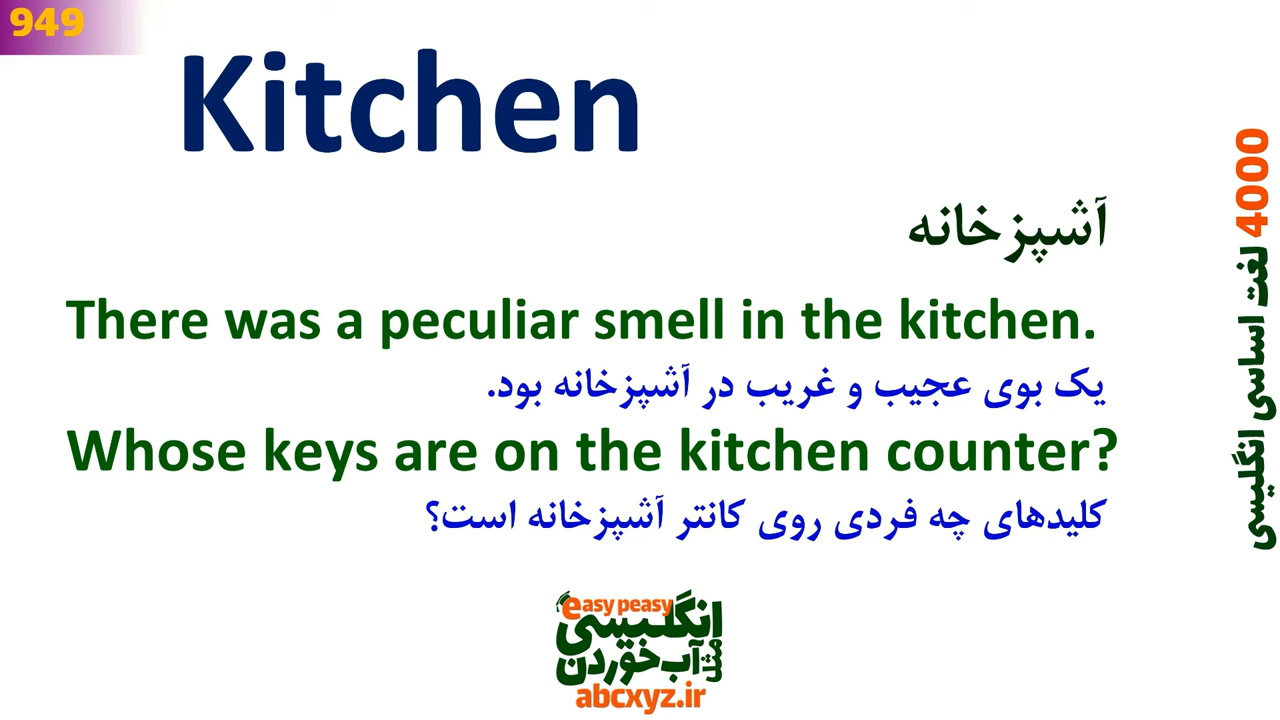 949
Kitchen
آشپزخانه
There was a peculiar smell in the kitchen.
یک بوی عجیب و غریب در آشپزخانه بود.
Whose keys are on the kitchen counter?
کلیدهای چه فردی روی کانتر آشپزخانه است؟
4000 لغت اساسی انگلیسی
easy peasy
انگلیسی
مثل آب خوردن
abcxyz.ir